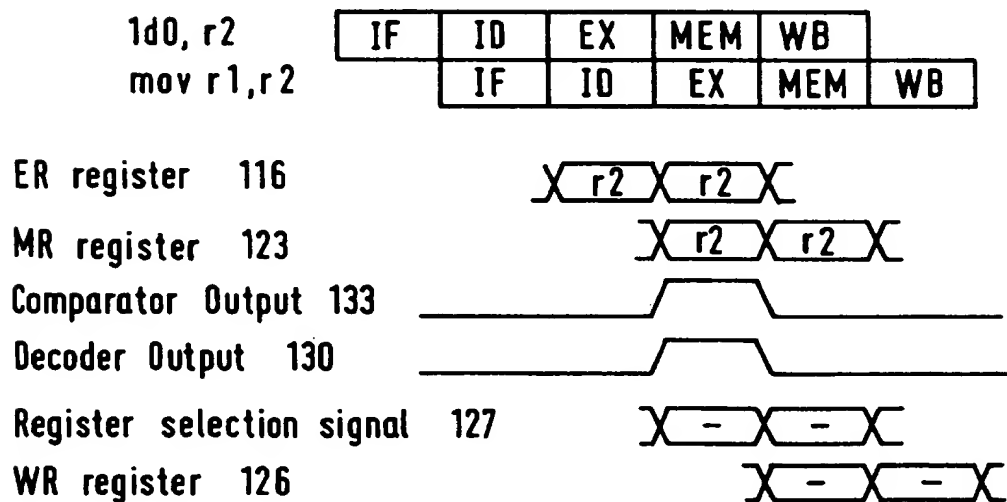 1d0, r2 IF ID EX MEM WB
mov r1,r2 IF ID EX MEM WB
ER register 116 r2 r2
MR register 123 r2 r2
Comparator Output 133
Decoder Output 130
Register selection signal 127 - -
WR register 126 - -